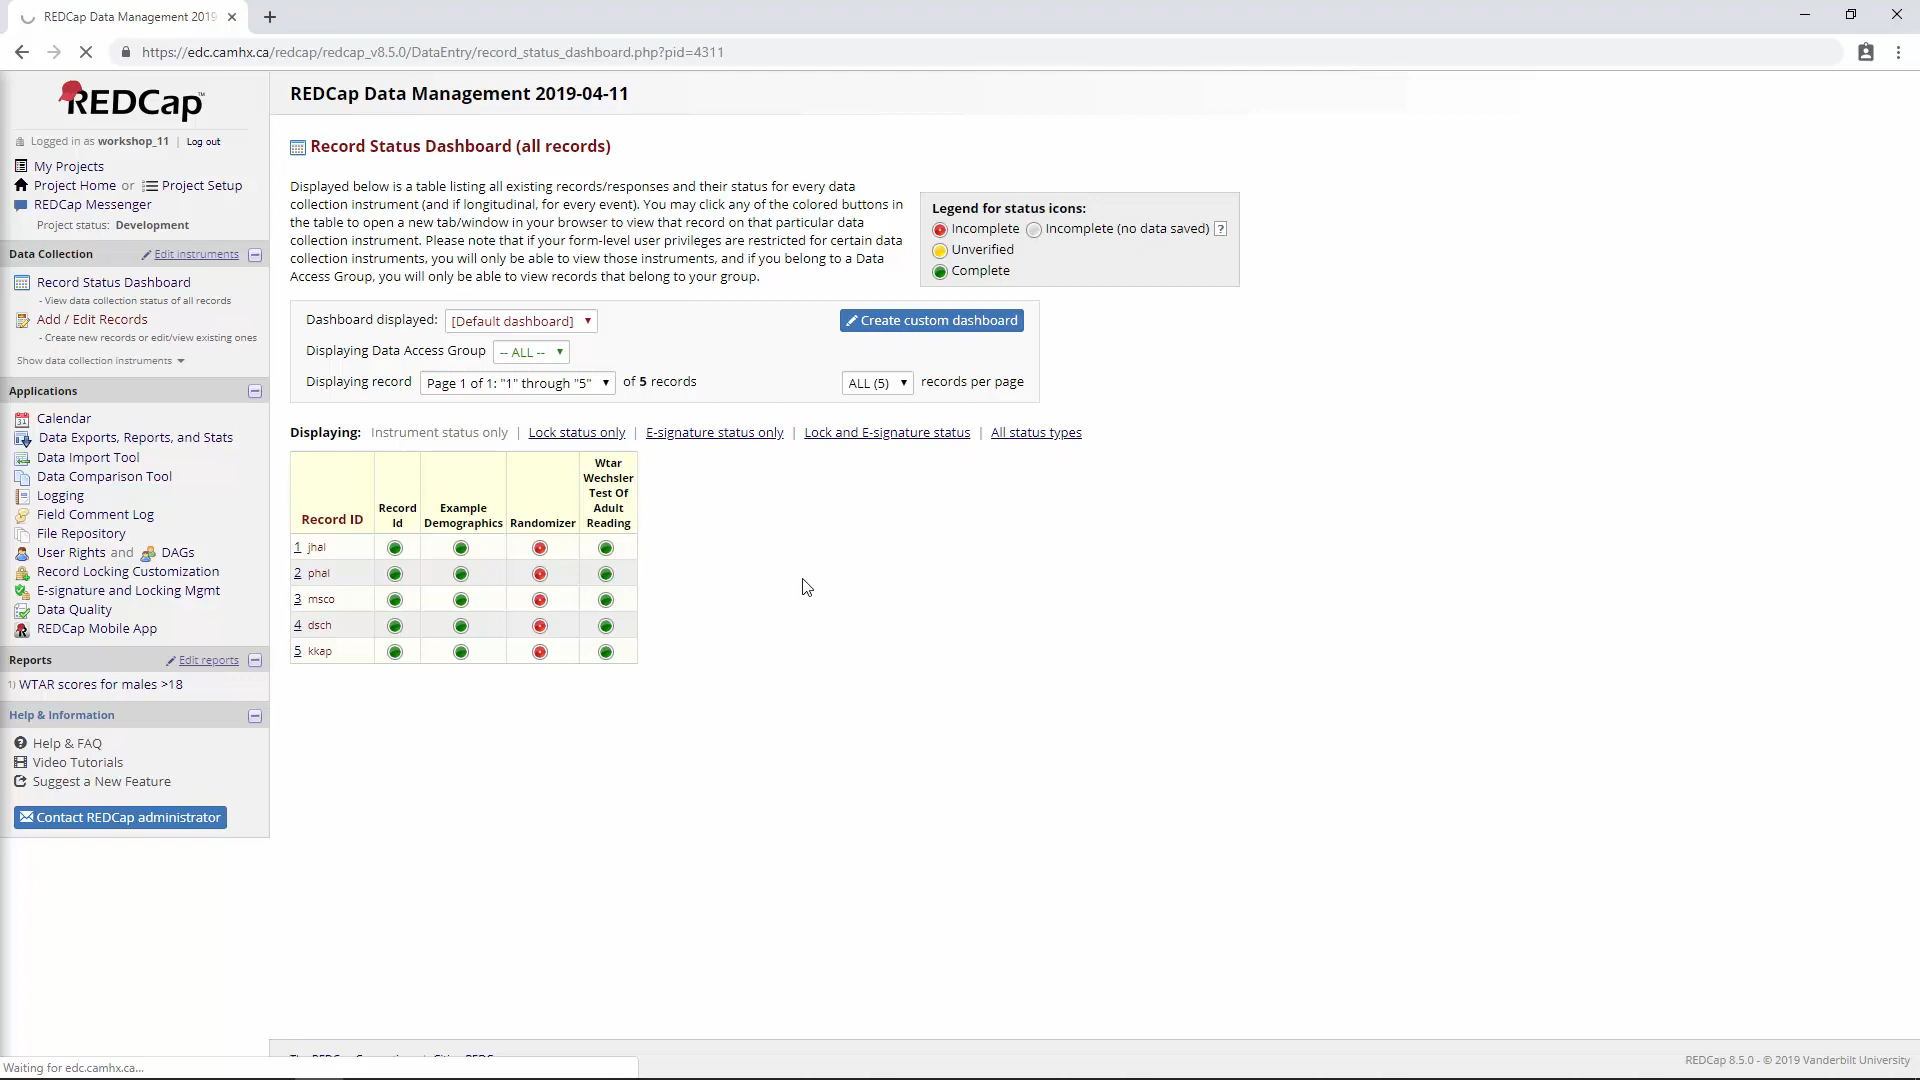 REDCap Data Management 2019
https://edc.camhx.ca/redcap/redcap_v8.5.0/DataEntry/record_status_dashboard.php?pid=4311
REDCap™
Logged in as workshop_11 | Log out
My Projects
Project Home or Project Setup
REDCap Messenger
Project status: Development
Data Collection Edit instruments
Record Status Dashboard
- View data collection status of all records
Add / Edit Records
- Create new records or edit/view existing ones
Show data collection instruments
Applications
31 Calendar
Data Exports, Reports, and Stats
Data Import Tool
Data Comparison Tool
Logging
Field Comment Log
File Repository
User Rights and DAGs
Record Locking Customization
E-signature and Locking Mgmt
Data Quality
REDCap Mobile App
Reports Edit reports
1) WTAR scores for males >18
Help & Information
Help & FAQ
Video Tutorials
Suggest a New Feature
Contact REDCap administrator
REDCap Data Management 2019-04-11
Record Status Dashboard (all records)
Displayed below is a table listing all existing records/responses and their status for every data
collection instrument (and if longitudinal, for every event). You may click any of the colored buttons in
the table to open a new tab/window in your browser to view that record on that particular data
collection instrument. Please note that if your form-level user privileges are restricted for certain data
collection instruments, you will only be able to view those instruments, and if you belong to a Data
Access Group, you will only be able to view records that belong to your group.
Legend for status icons:
Incomplete Incomplete (no data saved) ?
Unverified
Complete
Dashboard displayed: [Default dashboard] Create custom dashboard
Displaying Data Access Group -- ALL --
Displaying record Page 1 of 1: "1" through "5" of 5 records ALL (5) records per page
Displaying: Instrument status only | Lock status only | E-signature status only | Lock and E-signature status | All status types
Record ID
Record
Id
Example
Demographics
Randomizer
Wtar
Wechsler
Test Of
Adult
Reading
1 jhal
2 phal
3 msco
4 dsch
5 kkap
Waiting for edc.camhx.ca...
REDCap 8.5.0 - © 2019 Vanderbilt University